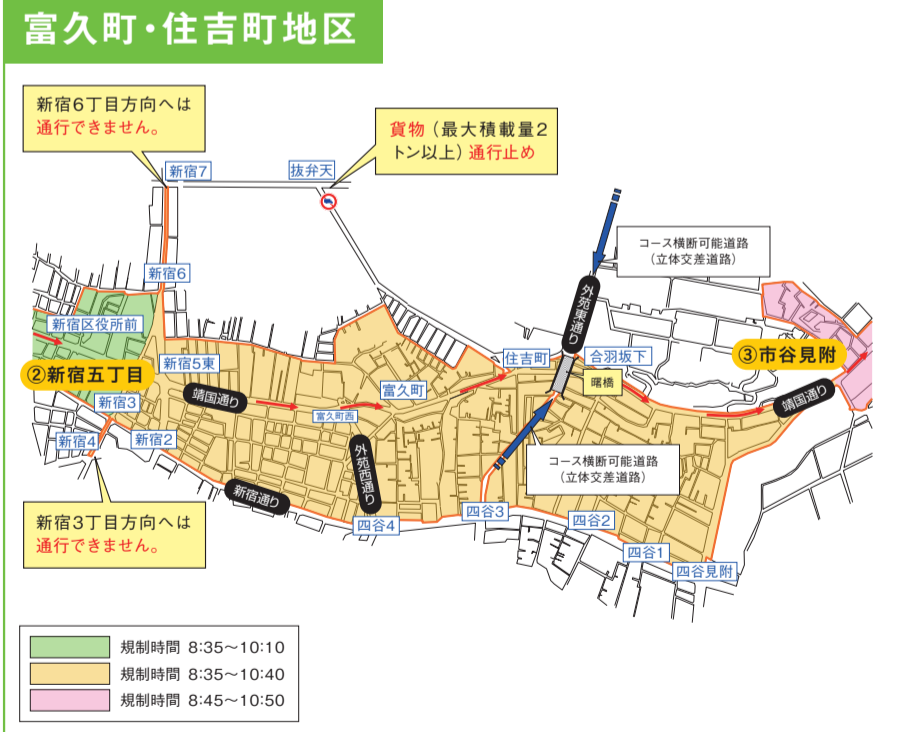 富久町・住吉町地区
新宿6丁目方向へは
通行できません。
貨物（最大積載量2
トン以上）通行止め
新宿7
抜弁天
コース横断可能道路
（立体交差道路）
新宿6
外苑東通り
新宿区役所前
②新宿五丁目
新宿5東
住吉町
合羽坂下
③市谷見附
曙橋
靖国通り
富久町
富久町西
靖国通り
新宿3
新宿4
新宿2
外苑西通り
コース横断可能道路
（立体交差道路）
新宿通り
四谷4
四谷3
四谷2
四谷1
四谷見附
新宿3丁目方向へは
通行できません。
規制時間 8:35〜10:10
規制時間 8:35〜10:40
規制時間 8:45〜10:50